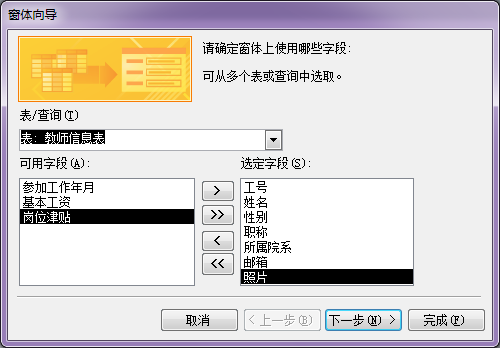 窗体向导
请确定窗体上使用哪些字段:
可从多个表或查询中选取。
表/查询(T)
表: 教师信息表
可用字段(A):
选定字段(S):
参加工作年月
基本工资
岗位津贴
>
>>
<
<<
工号
姓名
性别
职称
所属院系
邮箱
照片
取消
< 上一步(B)
下一步(N) >
完成(F)